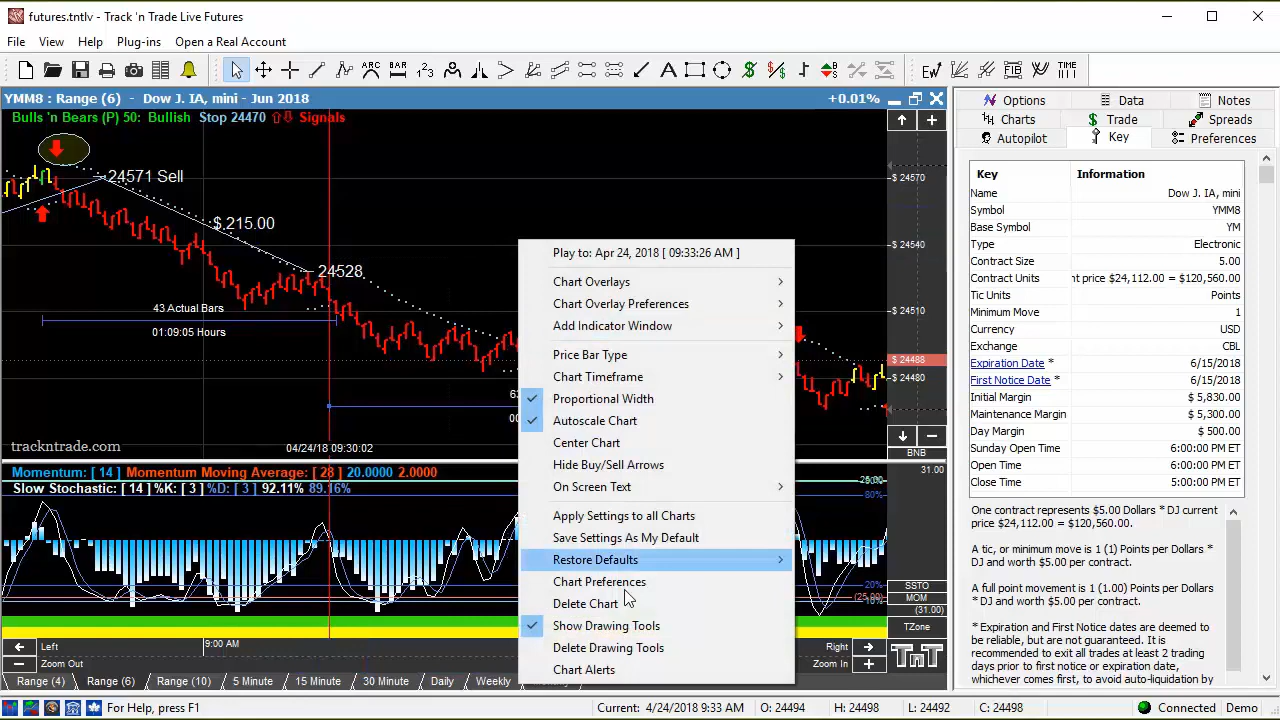 futures.tntlv - Track 'n Trade Live Futures
File View Help Plug-ins Open a Real Account
YMM8 : Range (6) - Dow J. IA, mini - Jun 2018 +0.01%
Bulls 'n Bears (P) 50: Bullish Stop 24470 Signals
24571 Sell
$ 215.00
24528
43 Actual Bars
01:09:05 Hours
trackntrade.com
04/24/18 09:30:02
$ 24570
$ 24540
$ 24510
$ 24488
$ 24480
BNB
Play to: Apr 24, 2018 [ 09:33:26 AM ]
Chart Overlays
Chart Overlay Preferences
Add Indicator Window
Price Bar Type
Chart Timeframe
Proportional Width
Autoscale Chart
Center Chart
Hide Buy/Sell Arrows
On Screen Text
Apply Settings to all Charts
Save Settings As My Default
Restore Defaults
Chart Preferences
Delete Chart
Show Drawing Tools
Delete Drawing Tools
Chart Alerts
Momentum: [ 14 ] Momentum Moving Average: [ 28 ] 20.0000 2.0000
Slow Stochastic: [ 14 ] %K: [ 3 ] %D: [ 3 ] 92.11% 89.16%
31.00
80%
20%
SSTO
MOM
(31.00)
TZone
Left
9:00 AM
Right
Zoom Out
Zoom In
TnT
Range (4) Range (6) Range (10) 5 Minute 15 Minute 30 Minute Daily Weekly
Options Data Notes
Charts Trade Spreads
Autopilot Key Preferences
Key Information
Name Dow J. IA, mini
Symbol YMM8
Base Symbol YM
Type Electronic
Contract Size 5.00
Contract Units nt price $24,112.00 = $120,560.00
Tic Units Points
Minimum Move 1
Currency USD
Exchange CBL
Expiration Date * 6/15/2018
First Notice Date * 6/15/2018
Initial Margin $ 5,830.00
Maintenance Margin $ 5,300.00
Day Margin $ 500.00
Sunday Open Time 6:00:00 PM ET
Open Time 6:00:00 PM ET
Close Time 5:00:00 PM ET
One contract represents $5.00 Dollars * DJ current
price $24,112.00 = $120,560.00.
A tic, or minimum move is 1 (1) Points per Dollars *
DJ and worth $5.00 per contract.
A full point movement is 1 (1.00) Points per Dollars
* DJ and worth $5.00 per contract.
* Expiration and First Notice dates are deemed to
be reliable, but are not guaranteed. It is
recommended to exit all trades at least 2 trading
days prior to first notice or expiration date,
whichever comes first, to avoid auto-liquidation by
For Help, press F1 Current: 4/24/2018 9:33 AM O: 24494 H: 24498 L: 24492 C: 24498 Connected Demo